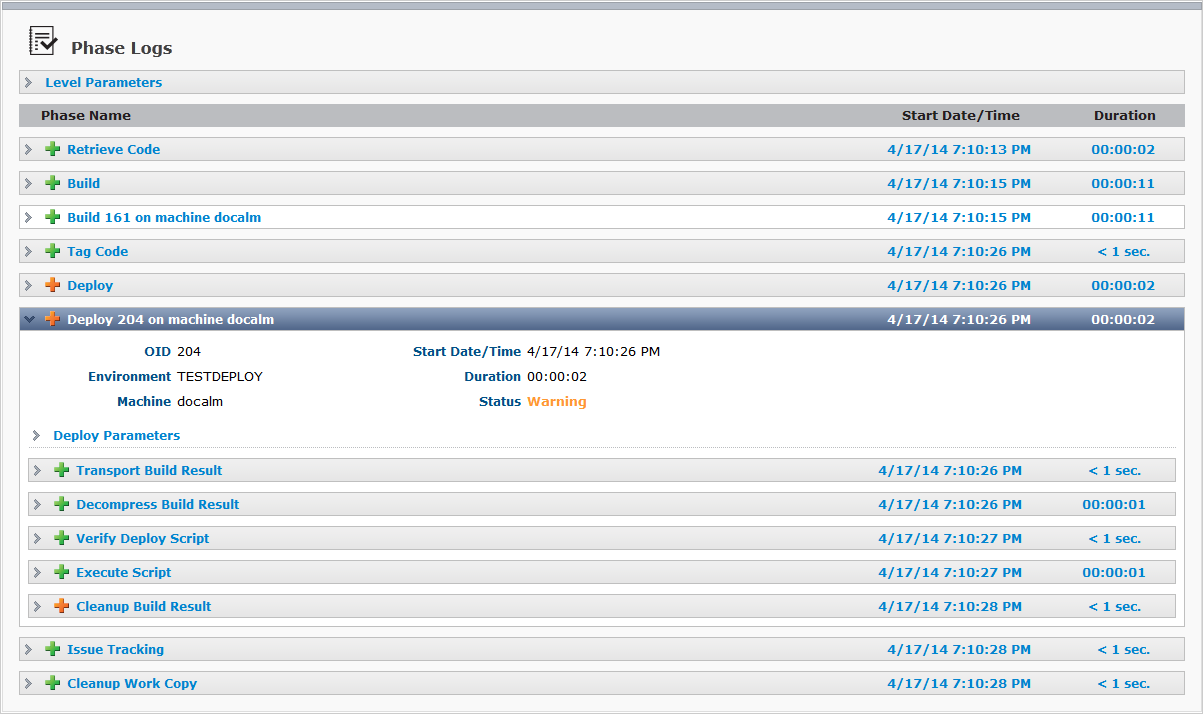 Phase Logs
Level Parameters
Phase Name Start Date/Time Duration
Retrieve Code 4/17/14 7:10:13 PM 00:00:02
Build 4/17/14 7:10:15 PM 00:00:11
Build 161 on machine docalm 4/17/14 7:10:15 PM 00:00:11
Tag Code 4/17/14 7:10:26 PM < 1 sec.
Deploy 4/17/14 7:10:26 PM 00:00:02
Deploy 204 on machine docalm 4/17/14 7:10:26 PM 00:00:02
OID 204 Start Date/Time 4/17/14 7:10:26 PM
Environment TESTDEPLOY Duration 00:00:02
Machine docalm Status Warning
Deploy Parameters
Transport Build Result 4/17/14 7:10:26 PM < 1 sec.
Decompress Build Result 4/17/14 7:10:26 PM 00:00:01
Verify Deploy Script 4/17/14 7:10:27 PM < 1 sec.
Execute Script 4/17/14 7:10:27 PM 00:00:01
Cleanup Build Result 4/17/14 7:10:28 PM < 1 sec.
Issue Tracking 4/17/14 7:10:28 PM < 1 sec.
Cleanup Work Copy 4/17/14 7:10:28 PM < 1 sec.